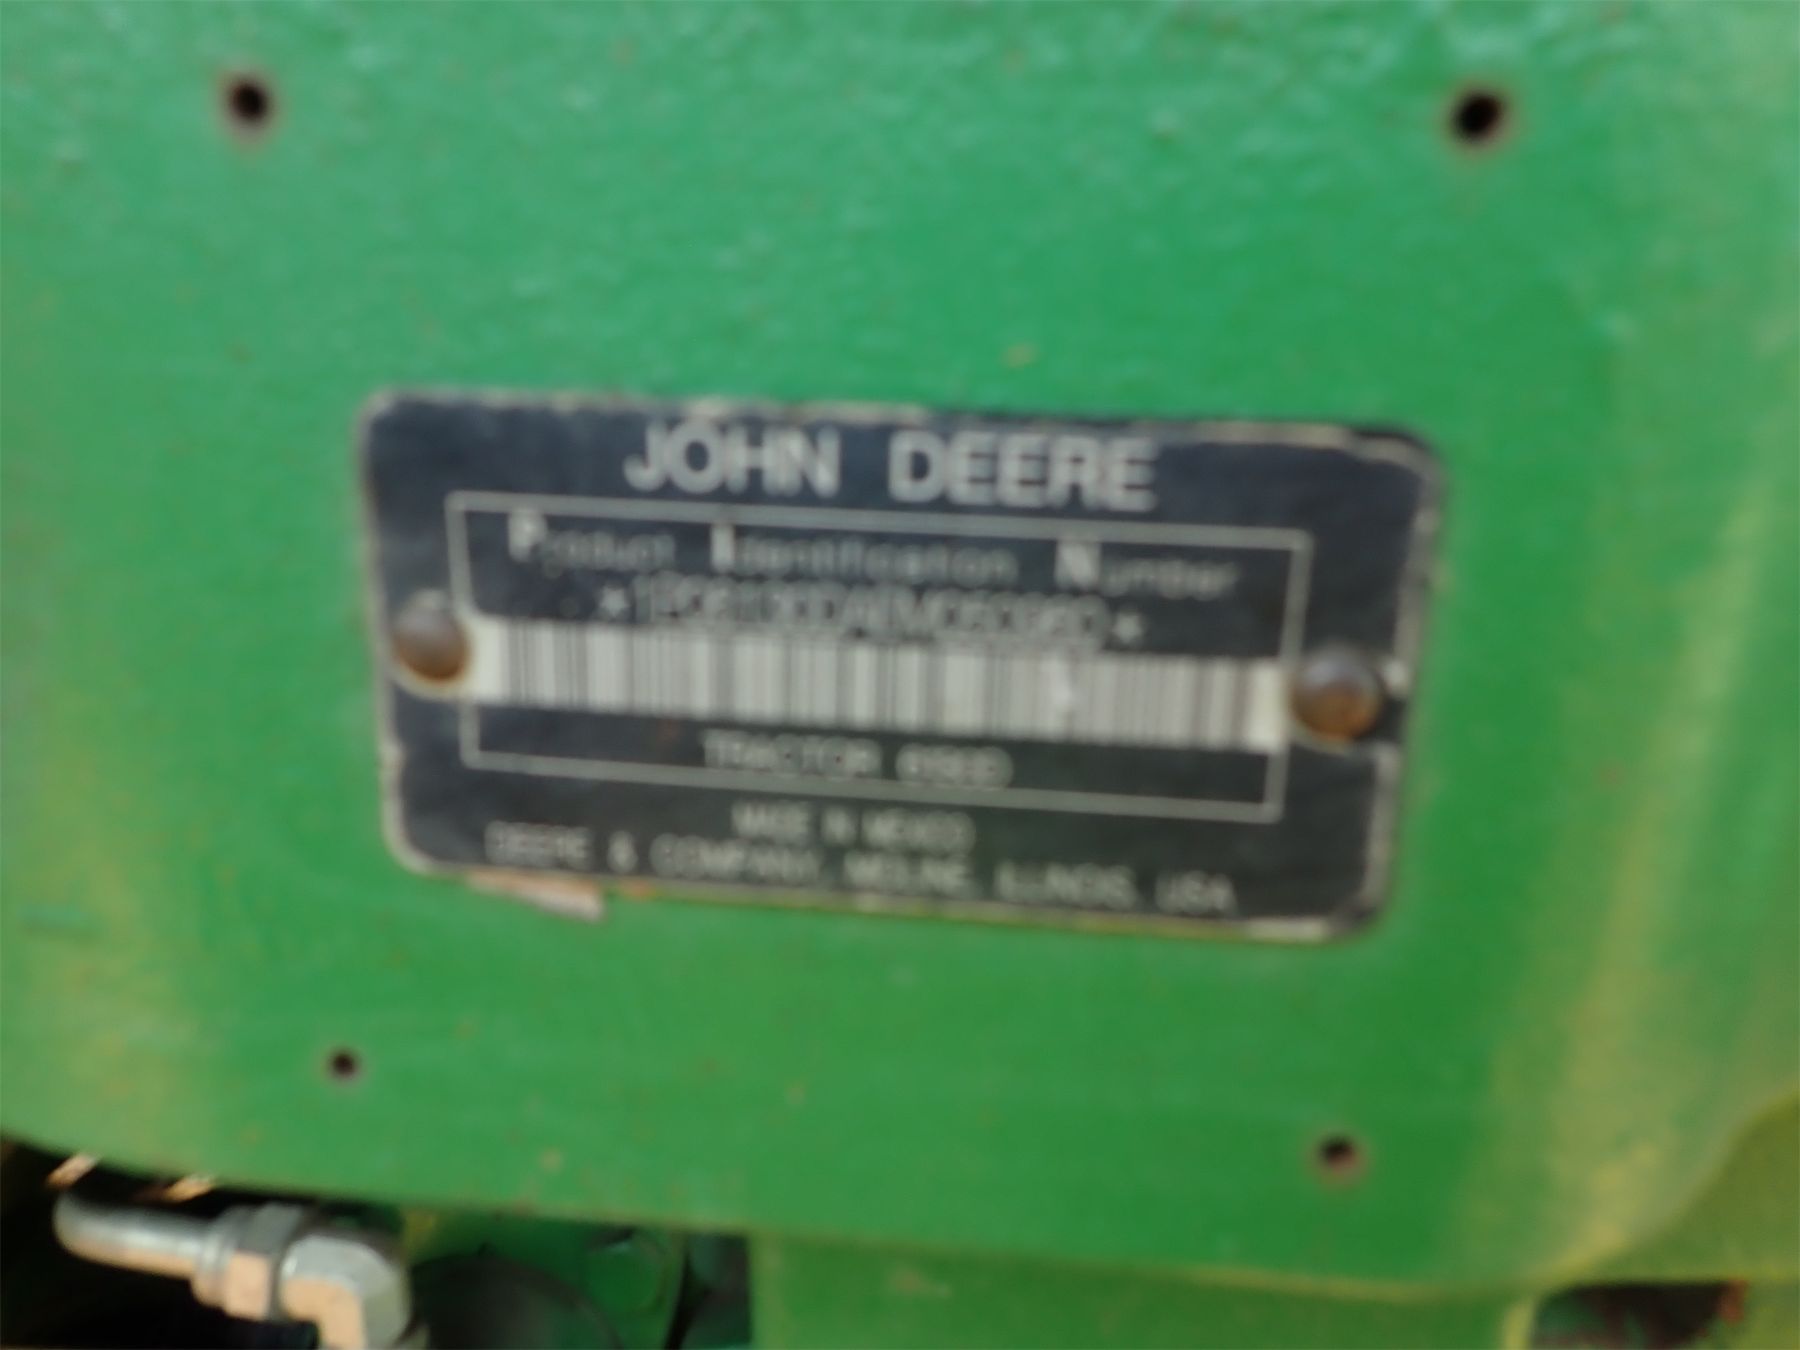 JOHN DEERE
Product Identification Number
TRACTOR
MADE IN MEXICO
DEERE & COMPANY, MOLINE, ILLINOIS, USA